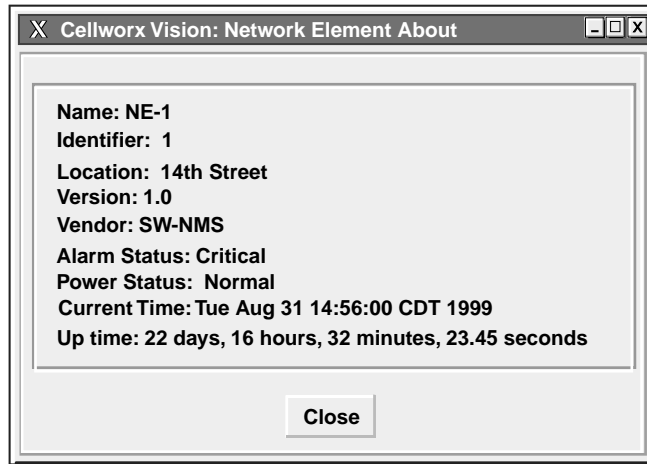 X Cellworx Vision: Network Element About
Name: NE-1
Identifier: 1
Location: 14th Street
Version: 1.0
Vendor: SW-NMS
Alarm Status: Critical
Power Status: Normal
Current Time: Tue Aug 31 14:56:00 CDT 1999
Up time: 22 days, 16 hours, 32 minutes, 23.45 seconds
Close